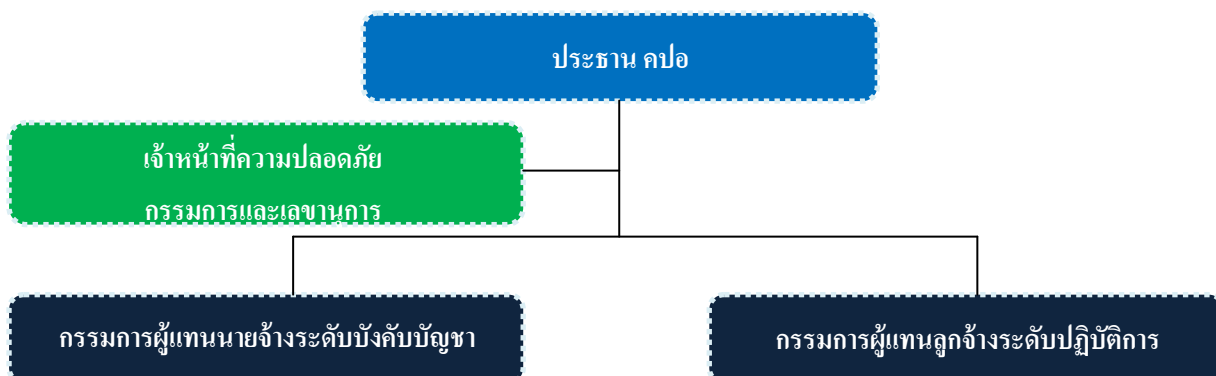 ประธาน คปอ
เจ้าหน้าที่ความปลอดภัย
กรรมการและเลขานุการ
กรรมการผู้แทนนายจ้างระดับบังคับบัญชา
กรรมการผู้แทนลูกจ้างระดับปฏิบัติการ